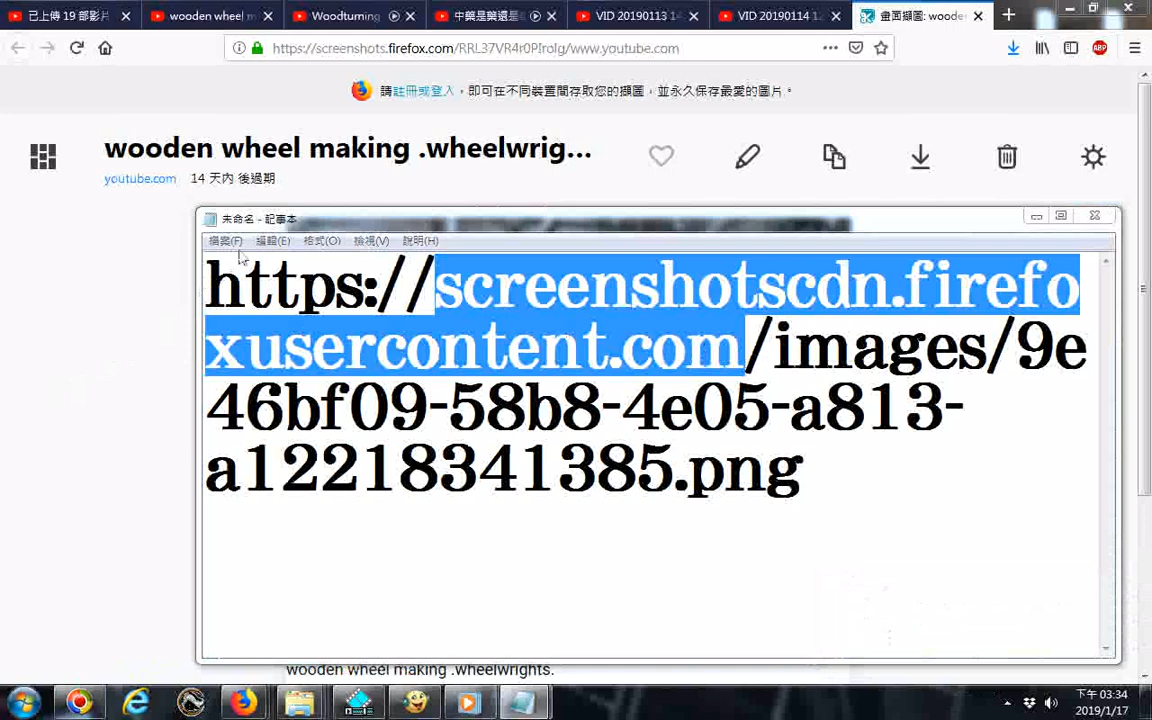 已上傳 19 部影片
wooden wheel m
Woodturning
中藥是藥還是
VID 20190113 14
VID 20190114 12
畫面擷圖: woode
https://screenshots.firefox.com/RRL37VR4r0PIroIg/www.youtube.com
ABP
請註冊或登入，即可在不同裝置間存取您的擷圖，並永久保存最愛的圖片。
wooden wheel making .wheelwrig...
youtube.com 14 天內 後過期
未命名 - 記事本
檔案(F) 編輯(E) 格式(O) 檢視(V) 說明(H)
https://screenshotscdn.firefo
xusercontent.com/images/9e
46bf09-58b8-4e05-a813-
a12218341385.png
wooden wheel making .wheelwrights.
下午 03:34
2019/1/17